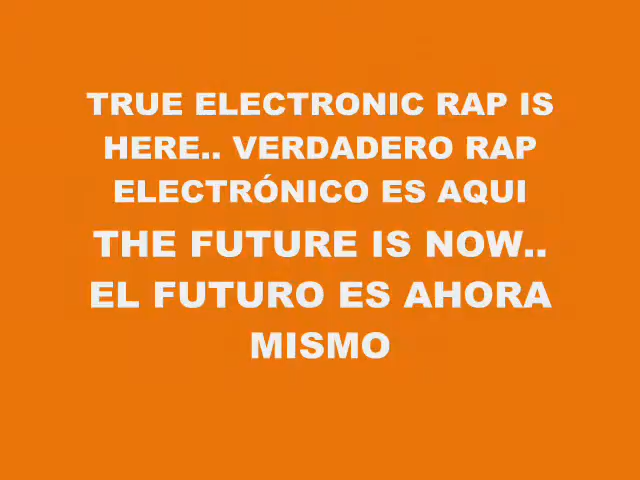 TRUE ELECTRONIC RAP IS
HERE.. VERDADERO RAP
ELECTRÓNICO ES AQUI
THE FUTURE IS NOW..
EL FUTURO ES AHORA
MISMO